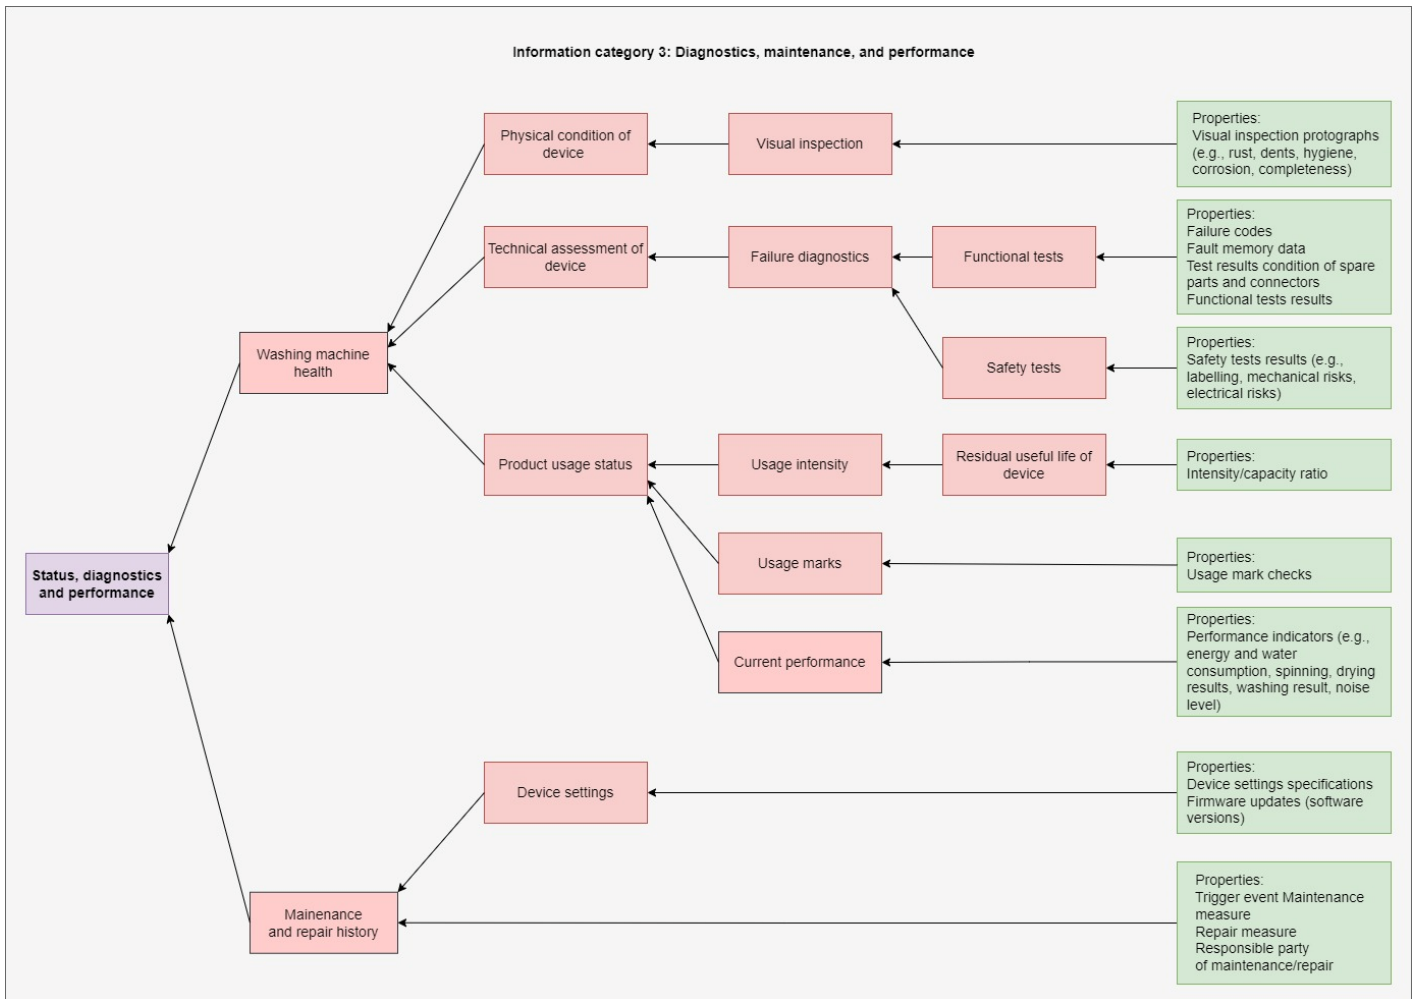 Information category 3: Diagnostics, maintenance, and performance
Physical condition of
device
Visual inspection
Properties:
Visual inspection protographs
(e.g., rust, dents, hygiene,
corrosion, completeness)
Technical assessment of
device
Failure diagnostics
Functional tests
Properties:
Failure codes
Fault memory data
Test results condition of spare
parts and connectors
Functional tests results
Washing machine
health
Safety tests
Properties:
Safety tests results (e.g.,
labelling, mechanical risks,
electrical risks)
Product usage status
Usage intensity
Residual useful life of
device
Properties:
Intensity/capacity ratio
Usage marks
Properties:
Usage mark checks
Status, diagnostics
and performance
Current performance
Properties:
Performance indicators (e.g.,
energy and water
consumption, spinning, drying
results, washing result, noise
level)
Device settings
Properties:
Device settings specifications
Firmware updates (software
versions)
Mainenance
and repair history
Properties:
Trigger event Maintenance
measure
Repair measure
Responsible party
of maintenance/repair